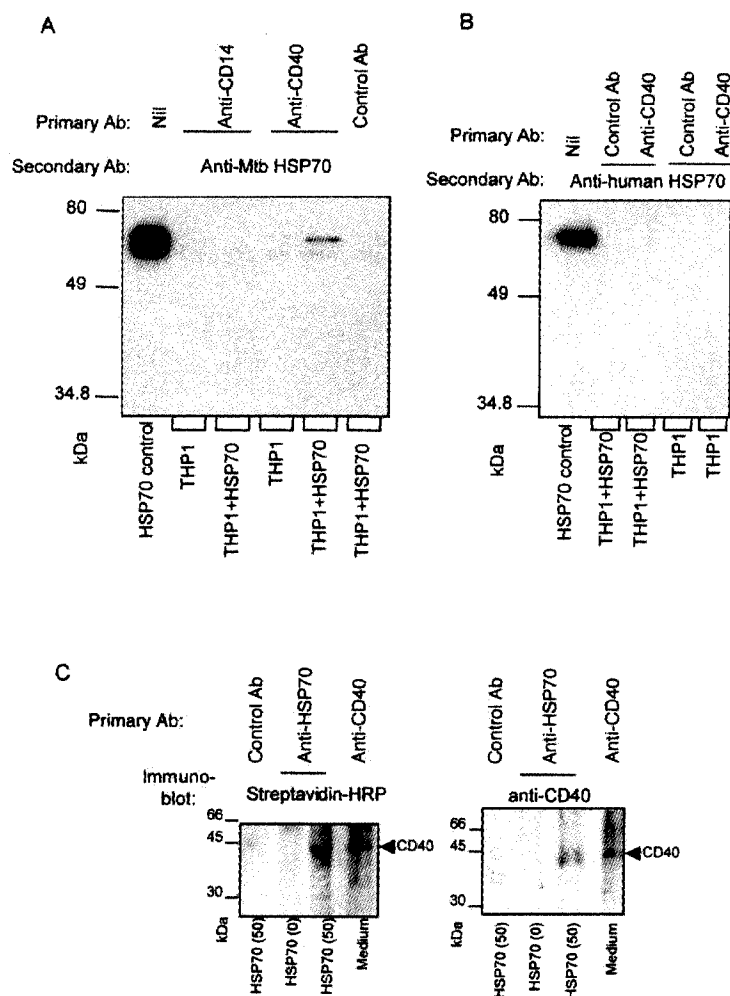 A
Primary Ab: Nil Anti-CD14 Anti-CD40 Control Ab
Secondary Ab: Anti-Mtb HSP70
80
49
34.8
kDa
HSP70 control
THP1
THP1+HSP70
THP1
THP1+HSP70
THP1+HSP70
B
Primary Ab: Nil Control Ab Anti-CD40 Control Ab Anti-CD40
Secondary Ab: Anti-human HSP70
80
49
34.8
kDa
HSP70 control
THP1+HSP70
THP1+HSP70
THP1
THP1
C
Primary Ab: Control Ab Anti-HSP70 Anti-CD40
Immuno-
blot: Streptavidin-HRP
66
45
30
CD40
kDa
HSP70 (50)
HSP70 (0)
HSP70 (50)
Medium
Control Ab Anti-HSP70 Anti-CD40
anti-CD40
66
45
30
CD40
kDa
HSP70 (50)
HSP70 (0)
HSP70 (50)
Medium